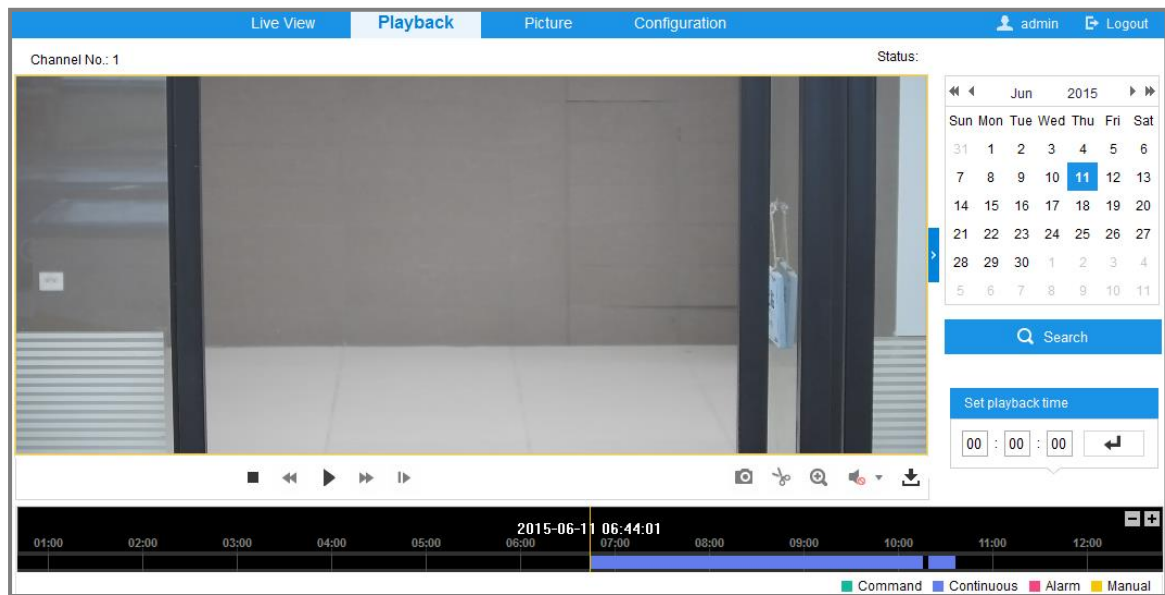 Live View Playback Picture Configuration admin Logout
Channel No.: 1 Status:
Jun 2015
Sun Mon Tue Wed Thu Fri Sat
31 1 2 3 4 5 6
7 8 9 10 11 12 13
14 15 16 17 18 19 20
21 22 23 24 25 26 27
28 29 30 1 2 3 4
5 6 7 8 9 10 11
Search
Set playback time
00 : 00 : 00
2015-06-11 06:44:01
01:00 02:00 03:00 04:00 05:00 06:00 07:00 08:00 09:00 10:00 11:00 12:00
Command Continuous Alarm Manual